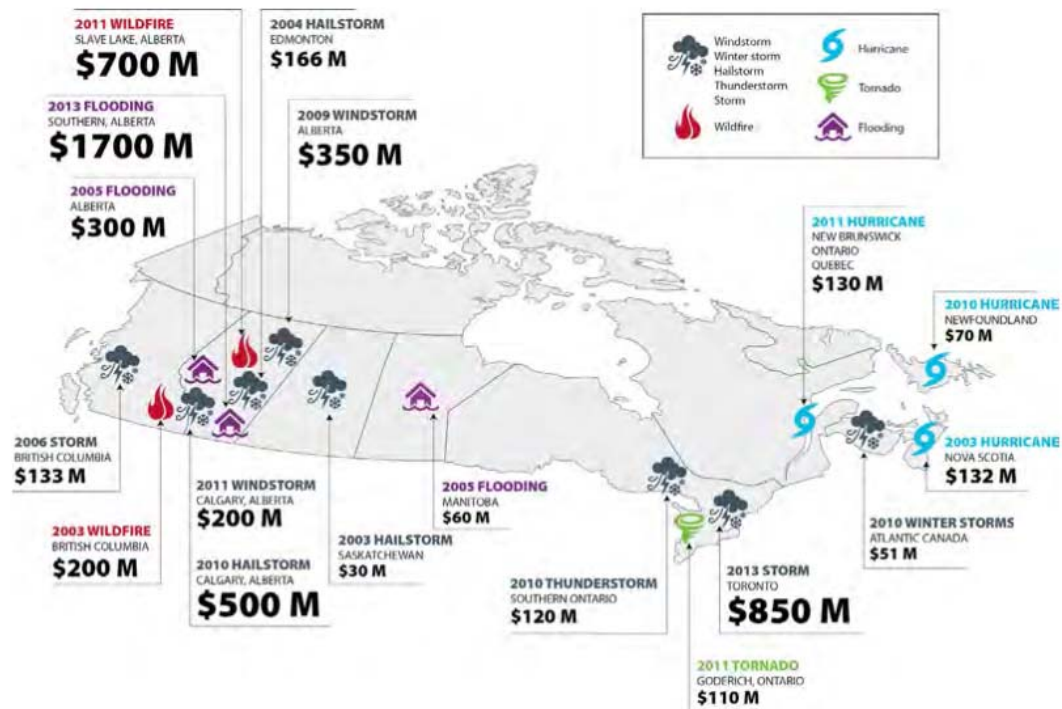 2011 WILDFIRE
SLAVE LAKE, ALBERTA
$700 M
2004 HAILSTORM
EDMONTON
$166 M
2013 FLOODING
SOUTHERN, ALBERTA
$1700 M
2009 WINDSTORM
ALBERTA
$350 M
2005 FLOODING
ALBERTA
$300 M
Windstorm
Winter storm
Hailstorm
Thunderstorm
Storm
Wildfire
Hurricane
Tornado
Flooding
2011 HURRICANE
NEW BRUNSWICK
ONTARIO
QUEBEC
$130 M
2010 HURRICANE
NEWFOUNDLAND
$70 M
2006 STORM
BRITISH COLUMBIA
$133 M
2003 WILDFIRE
BRITISH COLUMBIA
$200 M
2011 WINDSTORM
CALGARY, ALBERTA
$200 M
2010 HAILSTORM
CALGARY, ALBERTA
$500 M
2003 HAILSTORM
SASKATCHEWAN
$30 M
2005 FLOODING
MANITOBA
$60 M
2010 THUNDERSTORM
SOUTHERN ONTARIO
$120 M
2013 STORM
TORONTO
$850 M
2011 TORNADO
GODERICH, ONTARIO
$110 M
2003 HURRICANE
NOVA SCOTIA
$132 M
2010 WINTER STORMS
ATLANTIC CANADA
$51 M